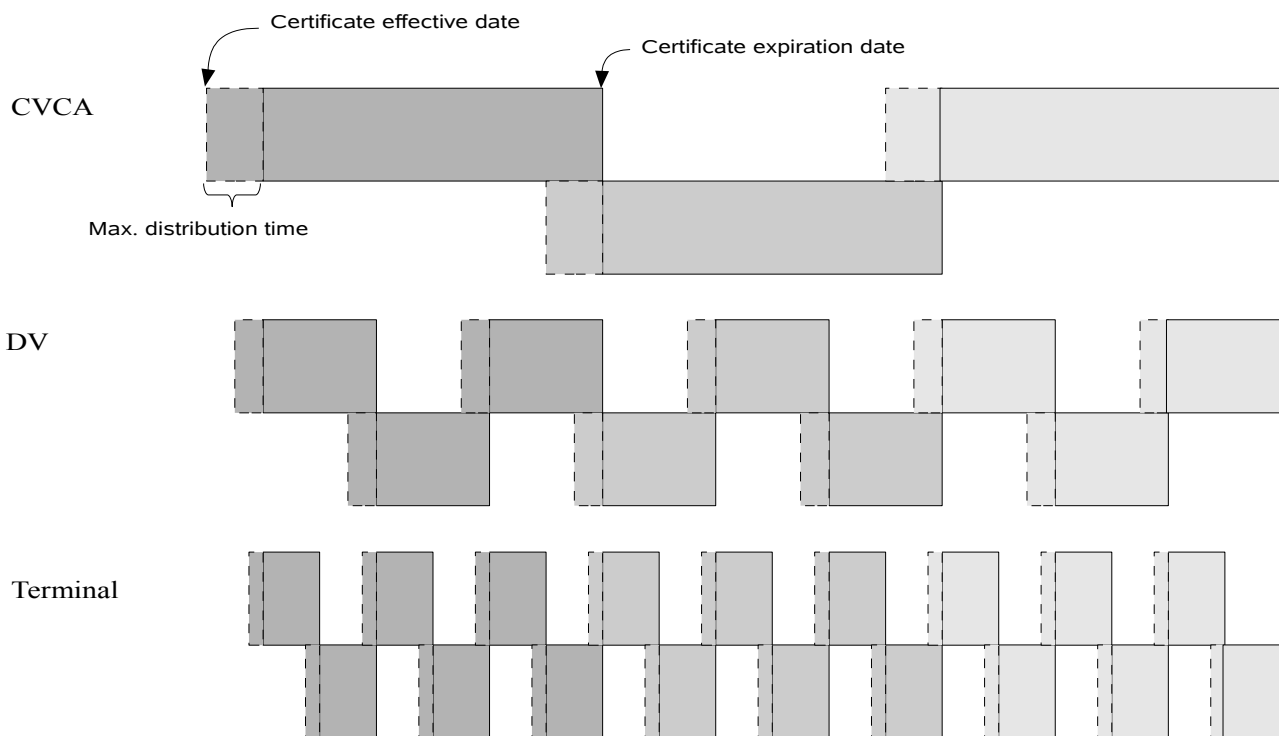 Certificate effective date
Certificate expiration date
CVCA
Max. distribution time
DV
Terminal